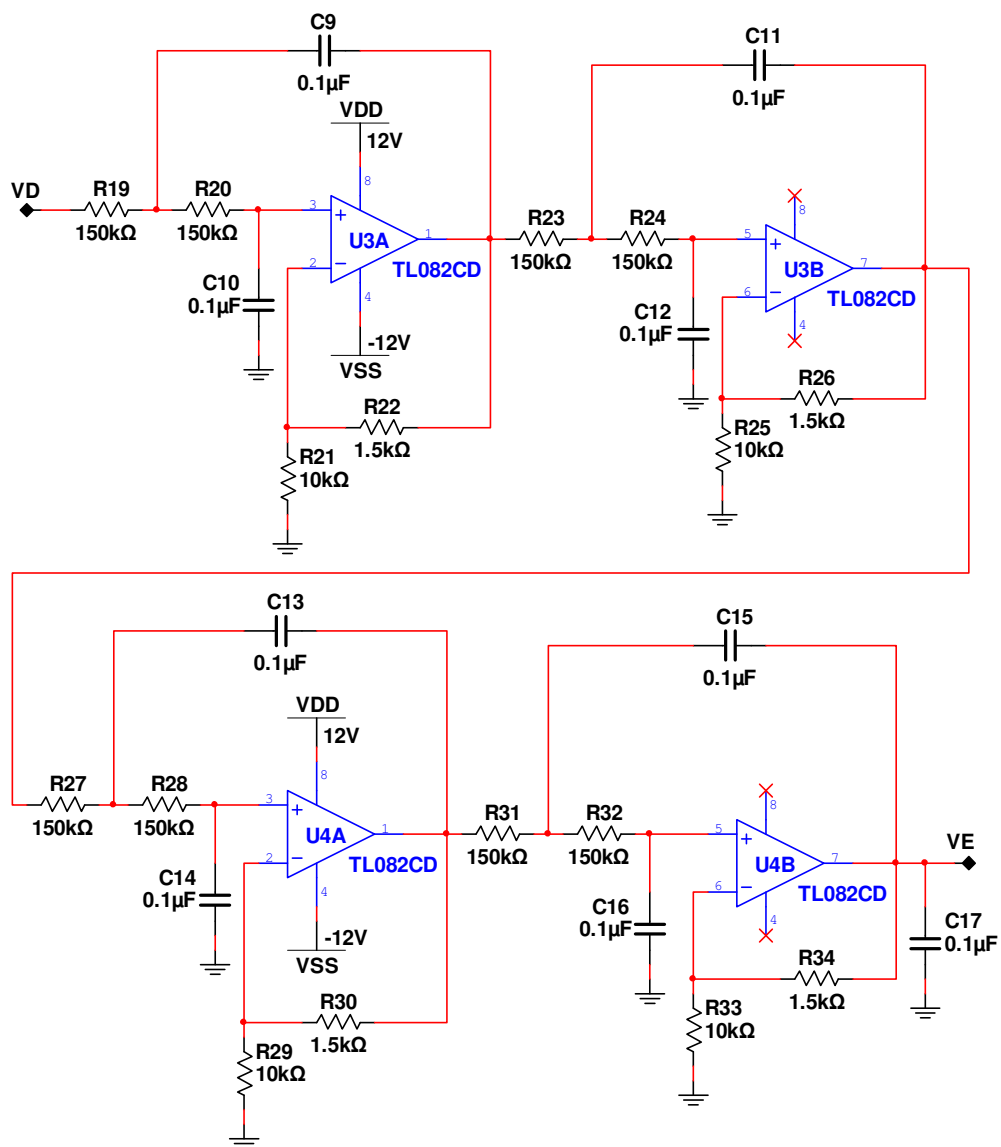 C9
0.1µF
C11
0.1µF
VDD
12V
VD
R19
150kΩ
R20
150kΩ
8
3
U3A
1
TL082CD
2
4
C10
0.1µF
-12V
VSS
R22
1.5kΩ
R21
10kΩ
R23
150kΩ
R24
150kΩ
8
5
U3B
7
TL082CD
6
4
C12
0.1µF
R26
1.5kΩ
R25
10kΩ
C13
0.1µF
C15
0.1µF
VDD
12V
R27
150kΩ
R28
150kΩ
8
3
U4A
1
TL082CD
2
4
C14
0.1µF
-12V
VSS
R30
1.5kΩ
R29
10kΩ
R31
150kΩ
R32
150kΩ
8
5
U4B
7
TL082CD
6
4
VE
C16
0.1µF
C17
0.1µF
R34
1.5kΩ
R33
10kΩ